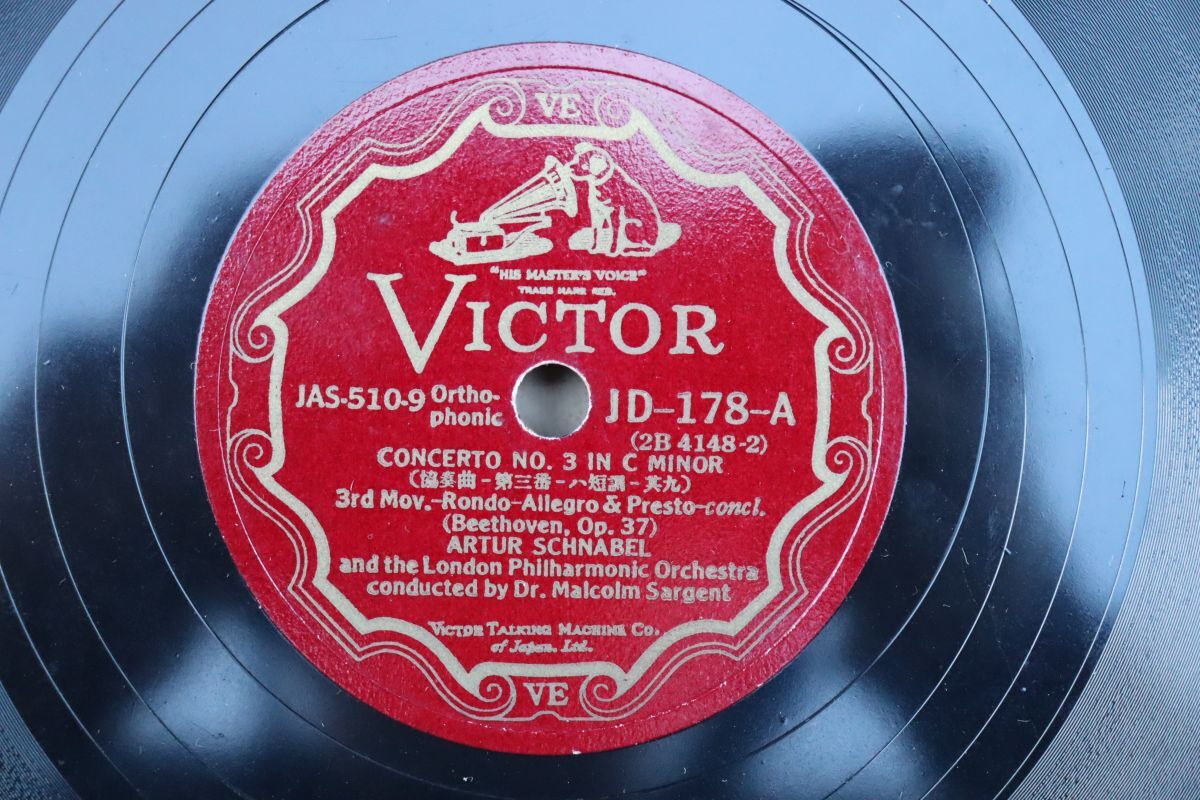 VE
"HIS MASTER'S VOICE"
TRADE MARK REG.
VICTOR
JAS-510-9 Ortho-phonic JD-178-A
(2B 4148-2)
CONCERTO NO. 3 IN C MINOR
(協奏曲-第三番-ハ短調-其九)
3rd Mov.-Rondo-Allegro & Presto-concl.
(Beethoven, Op. 37)
ARTUR SCHNABEL
and the London Philharmonic Orchestra
conducted by Dr. Malcolm Sargent
VICTOR TALKING MACHINE CO.
of Japan, Ltd.
VE